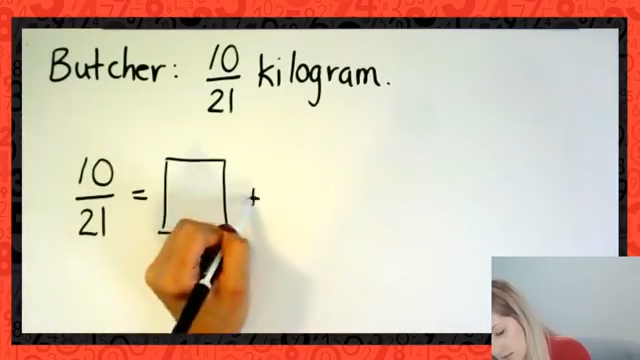 Butcher: 10/21 kilogram.
10/21 = □ +